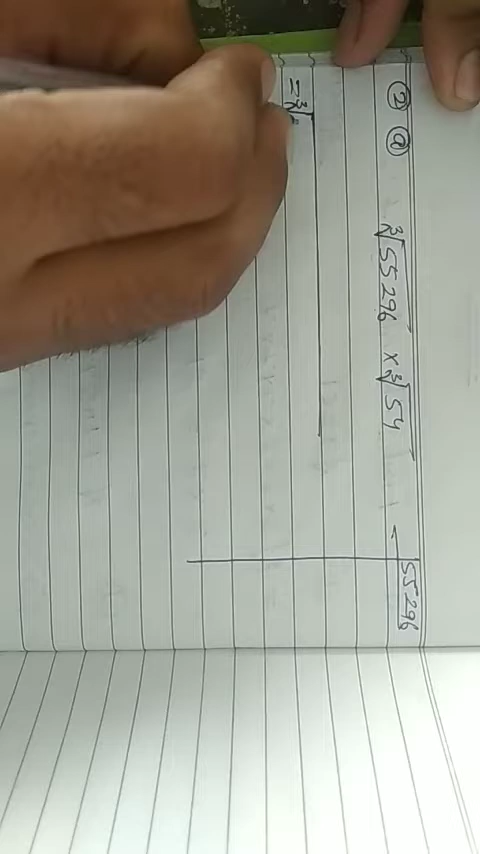 ② ⓐ ∛55296 × ∛54
55296
= ∛